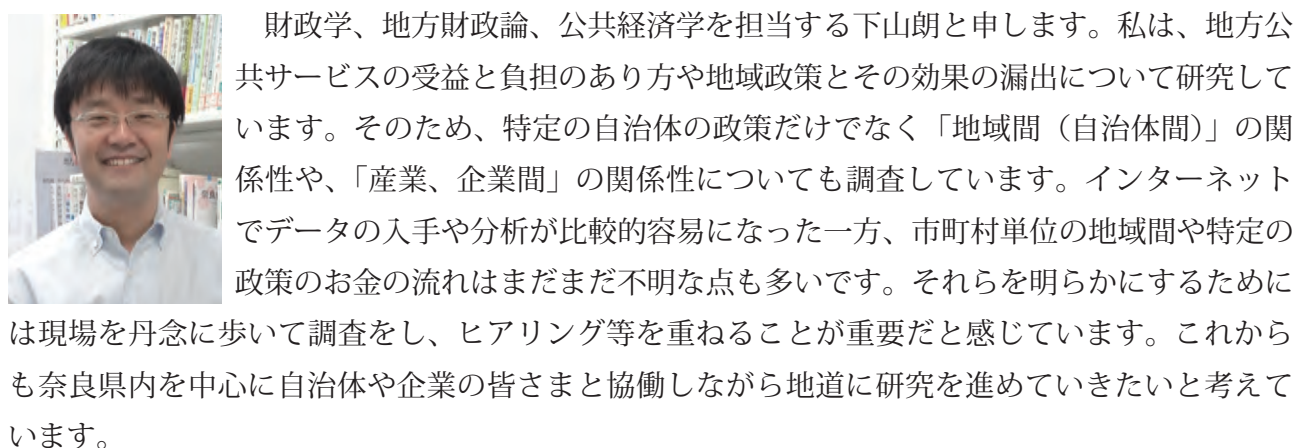 財政学、地方財政論、公共経済学を担当する下山朗と申します。私は、地方公
共サービスの受益と負担のあり方や地域政策とその効果の漏出について研究して
います。そのため、特定の自治体の政策だけでなく「地域間（自治体間）」の関
係性や、「産業、企業間」の関係性についても調査しています。インターネット
でデータの入手や分析が比較的容易になった一方、市町村単位の地域間や特定の
政策のお金の流れはまだまだ不明な点も多いです。それらを明らかにするために
は現場を丹念に歩いて調査をし、ヒアリング等を重ねることが重要だと感じています。これから
も奈良県内を中心に自治体や企業の皆さまと協働しながら地道に研究を進めていきたいと考えて
います。